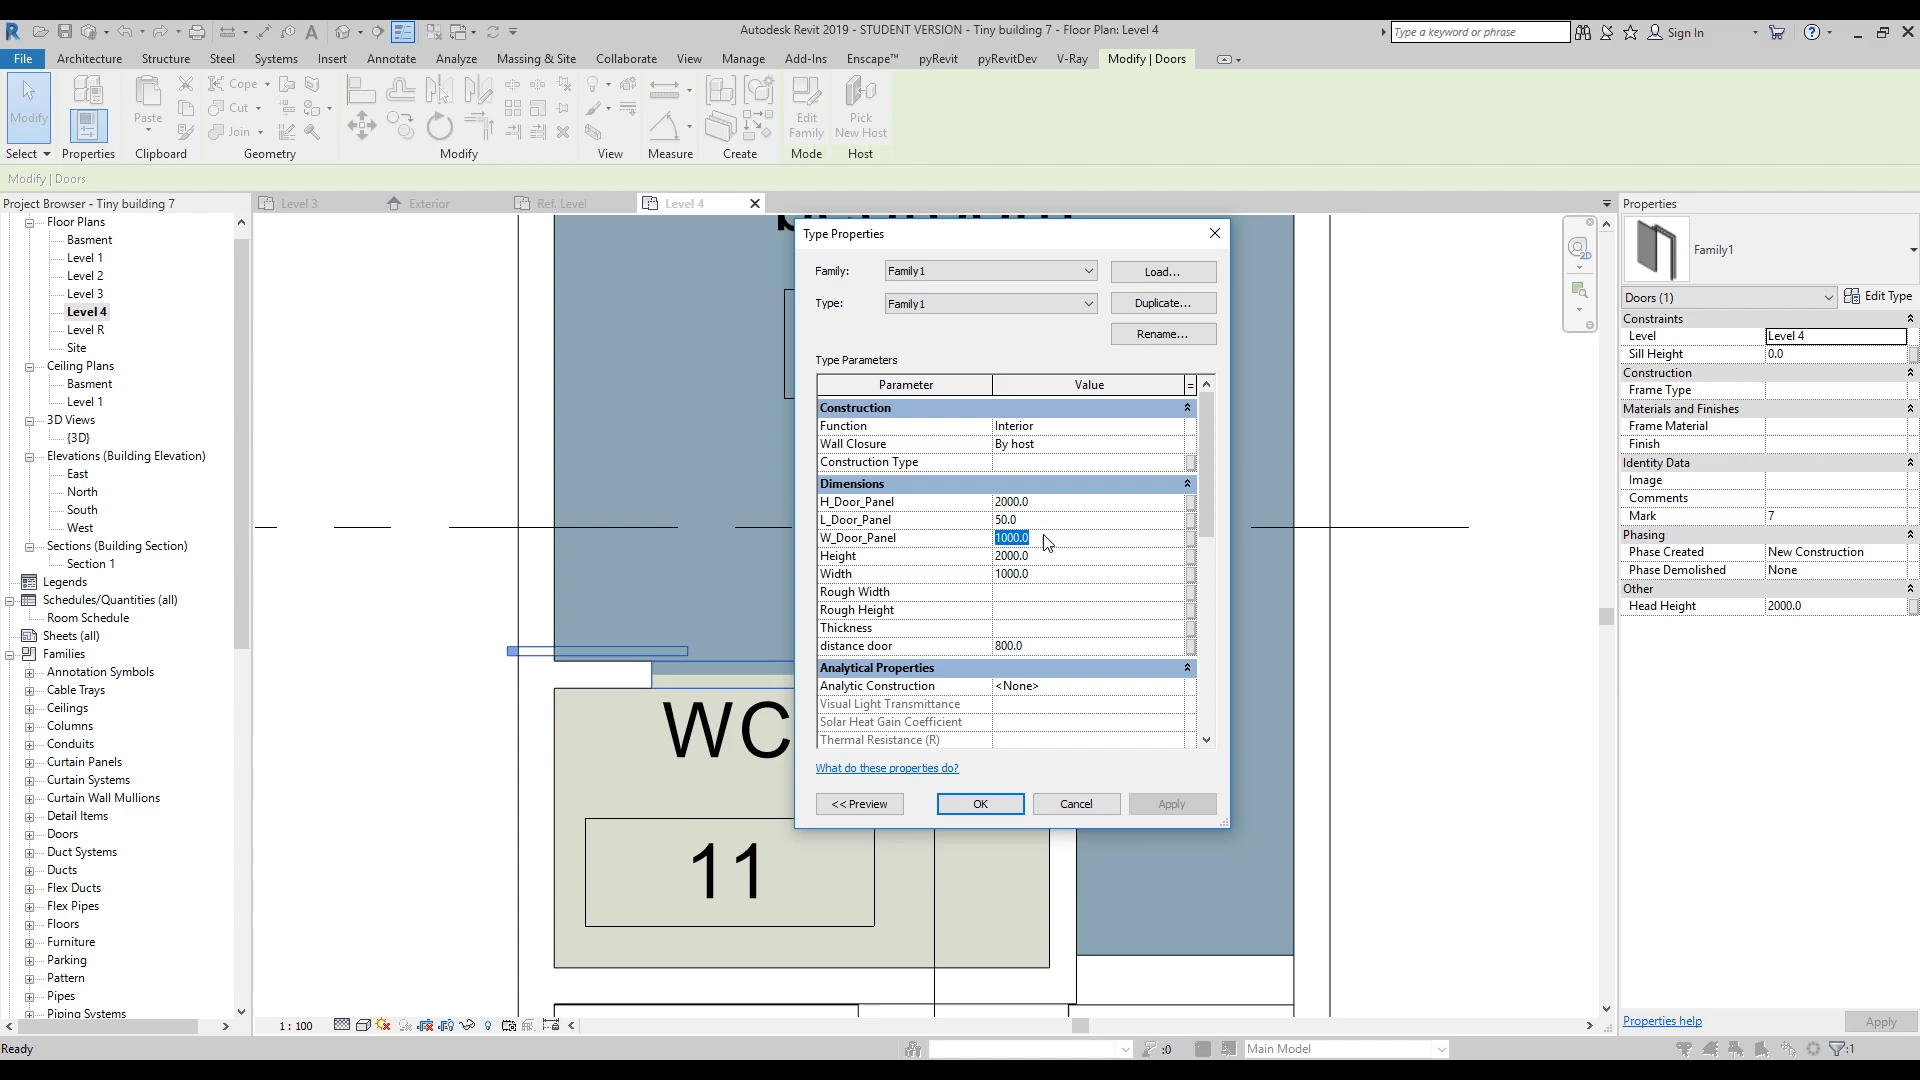 Autodesk Revit 2019 - STUDENT VERSION - Tiny building 7 - Floor Plan: Level 4
Type a keyword or phrase
Sign In
File Architecture Structure Steel Systems Insert Annotate Analyze Massing & Site Collaborate View Manage Add-Ins Enscape™ pyRevit pyRevitDev V-Ray Modify | Doors
Modify
Paste
Cope
Cut
Join
Edit Family
Pick New Host
Select Properties Clipboard Geometry Modify View Measure Create Mode Host
Modify | Doors
Project Browser - Tiny building 7
Floor Plans
Basment
Level 1
Level 2
Level 3
Level 4
Level R
Site
Ceiling Plans
Basment
Level 1
3D Views
{3D}
Elevations (Building Elevation)
East
North
South
West
Sections (Building Section)
Section 1
Legends
Schedules/Quantities (all)
Room Schedule
Sheets (all)
Families
Annotation Symbols
Cable Trays
Ceilings
Columns
Conduits
Curtain Panels
Curtain Systems
Curtain Wall Mullions
Detail Items
Doors
Duct Systems
Ducts
Flex Ducts
Flex Pipes
Floors
Furniture
Parking
Pattern
Pipes
Piping Systems
Level 3 Exterior Ref. Level Level 4
WC
11
Type Properties
Family: Family1 Load...
Type: Family1 Duplicate...
Rename...
Type Parameters
Parameter Value =
Construction
Function Interior
Wall Closure By host
Construction Type
Dimensions
H_Door_Panel 2000.0
L_Door_Panel 50.0
W_Door_Panel 1000.0
Height 2000.0
Width 1000.0
Rough Width
Rough Height
Thickness
distance door 800.0
Analytical Properties
Analytic Construction <None>
Visual Light Transmittance
Solar Heat Gain Coefficient
Thermal Resistance (R)
What do these properties do?
<< Preview OK Cancel Apply
Properties
Family1
Doors (1) Edit Type
Constraints
Level Level 4
Sill Height 0.0
Construction
Frame Type
Materials and Finishes
Frame Material
Finish
Identity Data
Image
Comments
Mark 7
Phasing
Phase Created New Construction
Phase Demolished None
Other
Head Height 2000.0
Properties help Apply
1 : 100
Ready
:0
Main Model
:1